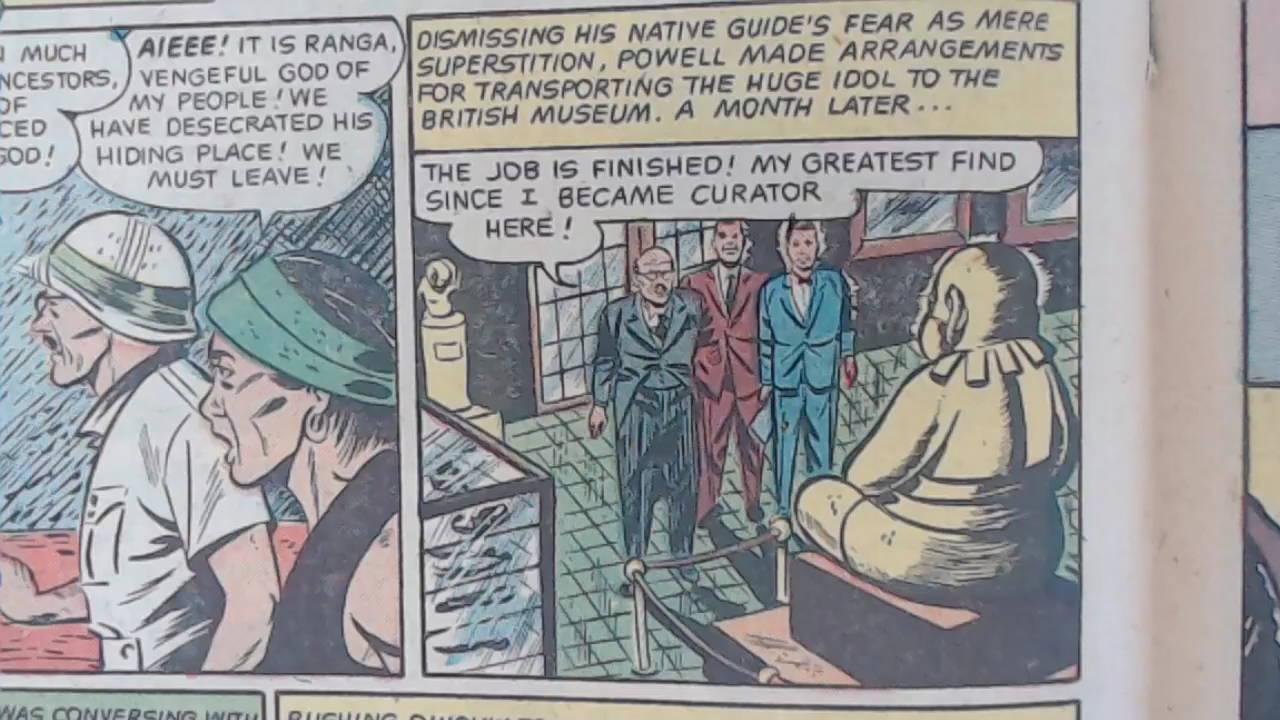 MUCH
NCESTORS,
OF
CED
GOD!
AIEEE! IT IS RANGA,
VENGEFUL GOD OF
MY PEOPLE! WE
HAVE DESECRATED HIS
HIDING PLACE! WE
MUST LEAVE!
DISMISSING HIS NATIVE GUIDE'S FEAR AS MERE
SUPERSTITION, POWELL MADE ARRANGEMENTS
FOR TRANSPORTING THE HUGE IDOL TO THE
BRITISH MUSEUM. A MONTH LATER...
THE JOB IS FINISHED! MY GREATEST FIND
SINCE I BECAME CURATOR
HERE!
WAS CONVERSING WITH